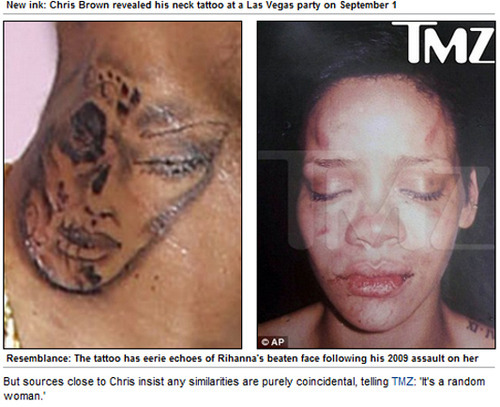 New ink: Chris Brown revealed his neck tattoo at a Las Vegas party on September 1
TMZ
TMZ
© AP
Resemblance: The tattoo has eerie echoes of Rihanna's beaten face following his 2009 assault on her
But sources close to Chris insist any similarities are purely coincidental, telling TMZ: 'It's a random
woman.'